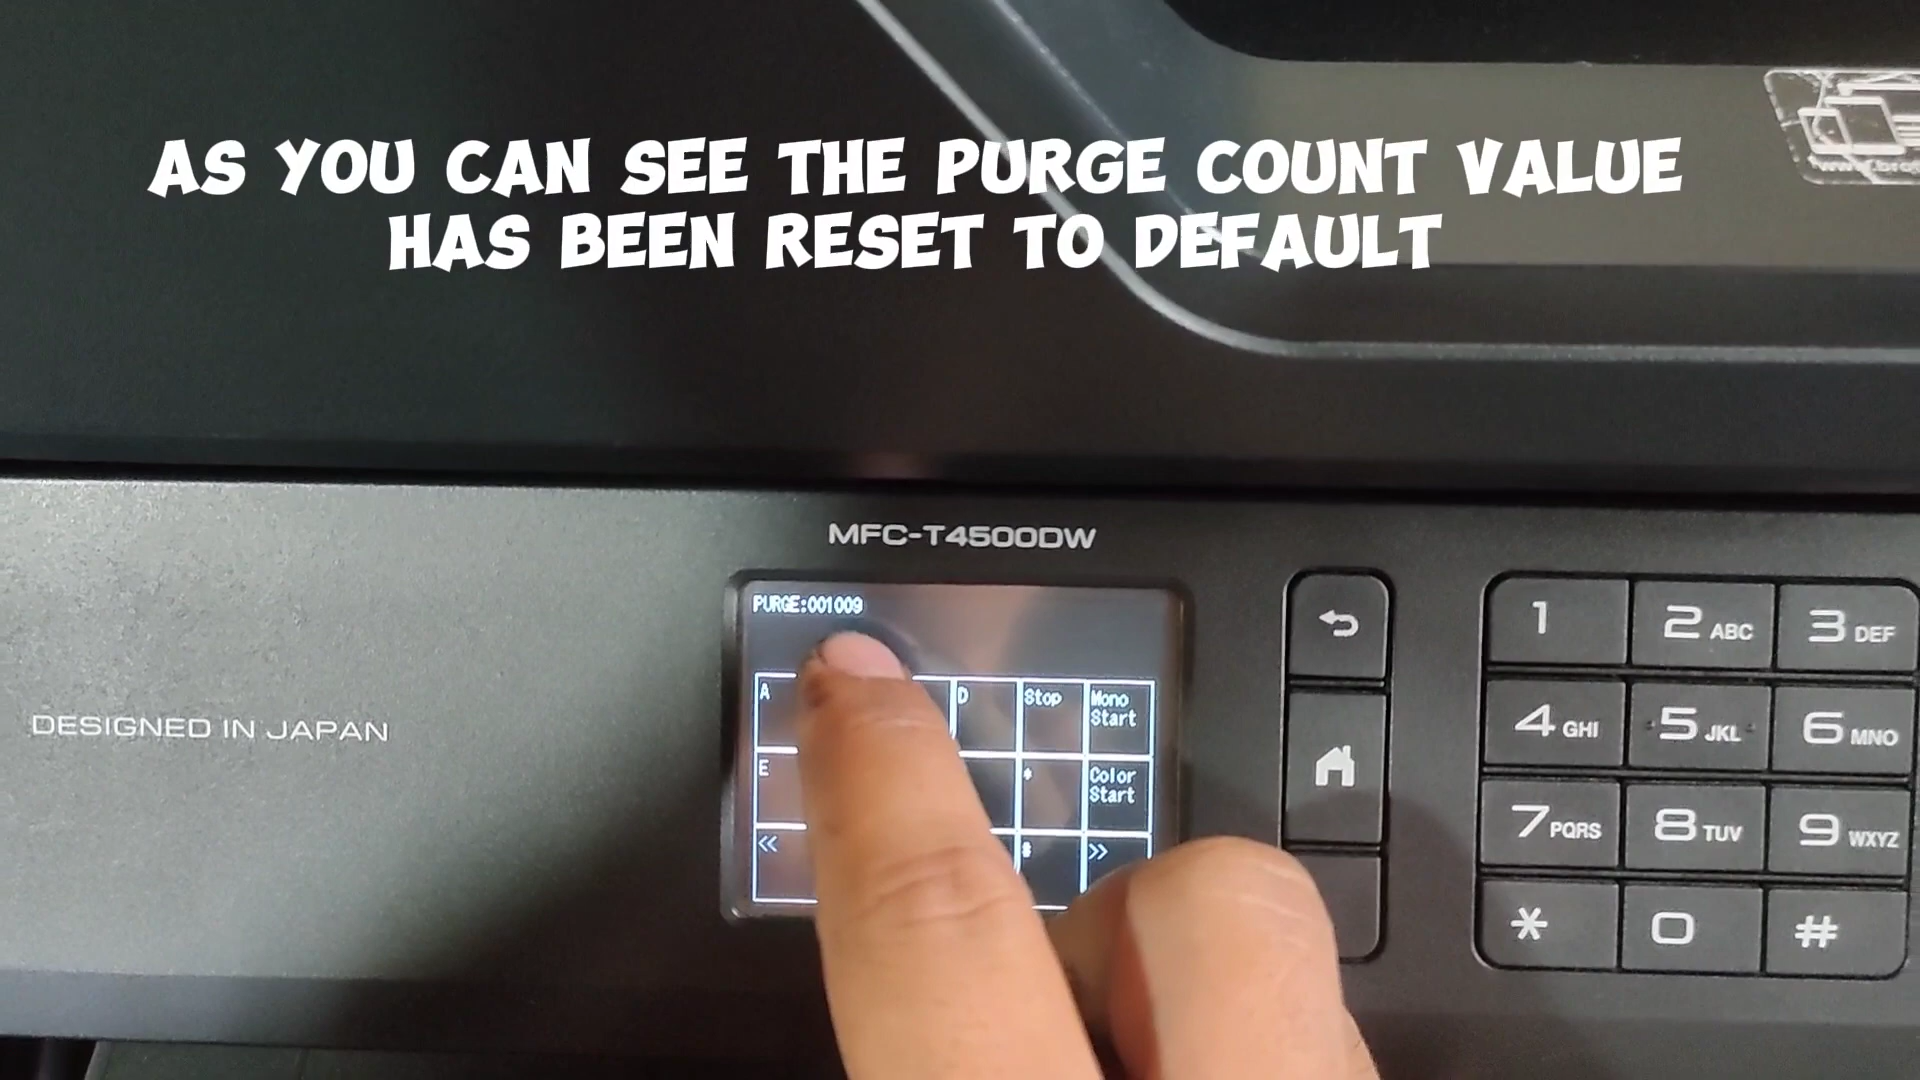 AS YOU CAN SEE THE PURGE COUNT VALUE
HAS BEEN RESET TO DEFAULT
MFC-T4500DW
PURGE:001009
A
D
Stop
Mono
Start
E
*
Color
Start
<<
#
>>
DESIGNED IN JAPAN
1
2 ABC
3 DEF
4 GHI
5 JKL
6 MNO
7 PQRS
8 TUV
9 WXYZ
*
0
#